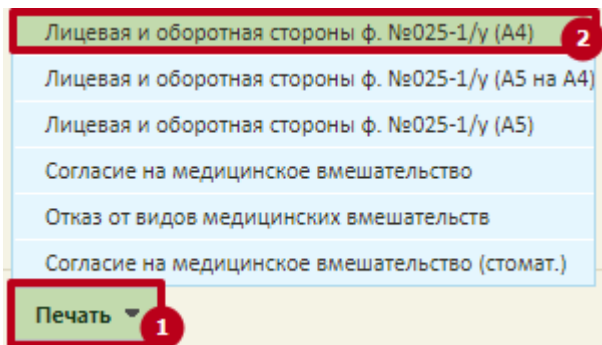 Лицевая и оборотная стороны ф. №025-1/у (А4)
2
Лицевая и оборотная стороны ф. №025-1/у (А5 на А4)
Лицевая и оборотная стороны ф. №025-1/у (А5)
Согласие на медицинское вмешательство
Отказ от видов медицинских вмешательств
Согласие на медицинское вмешательство (стомат.)
Печать
1